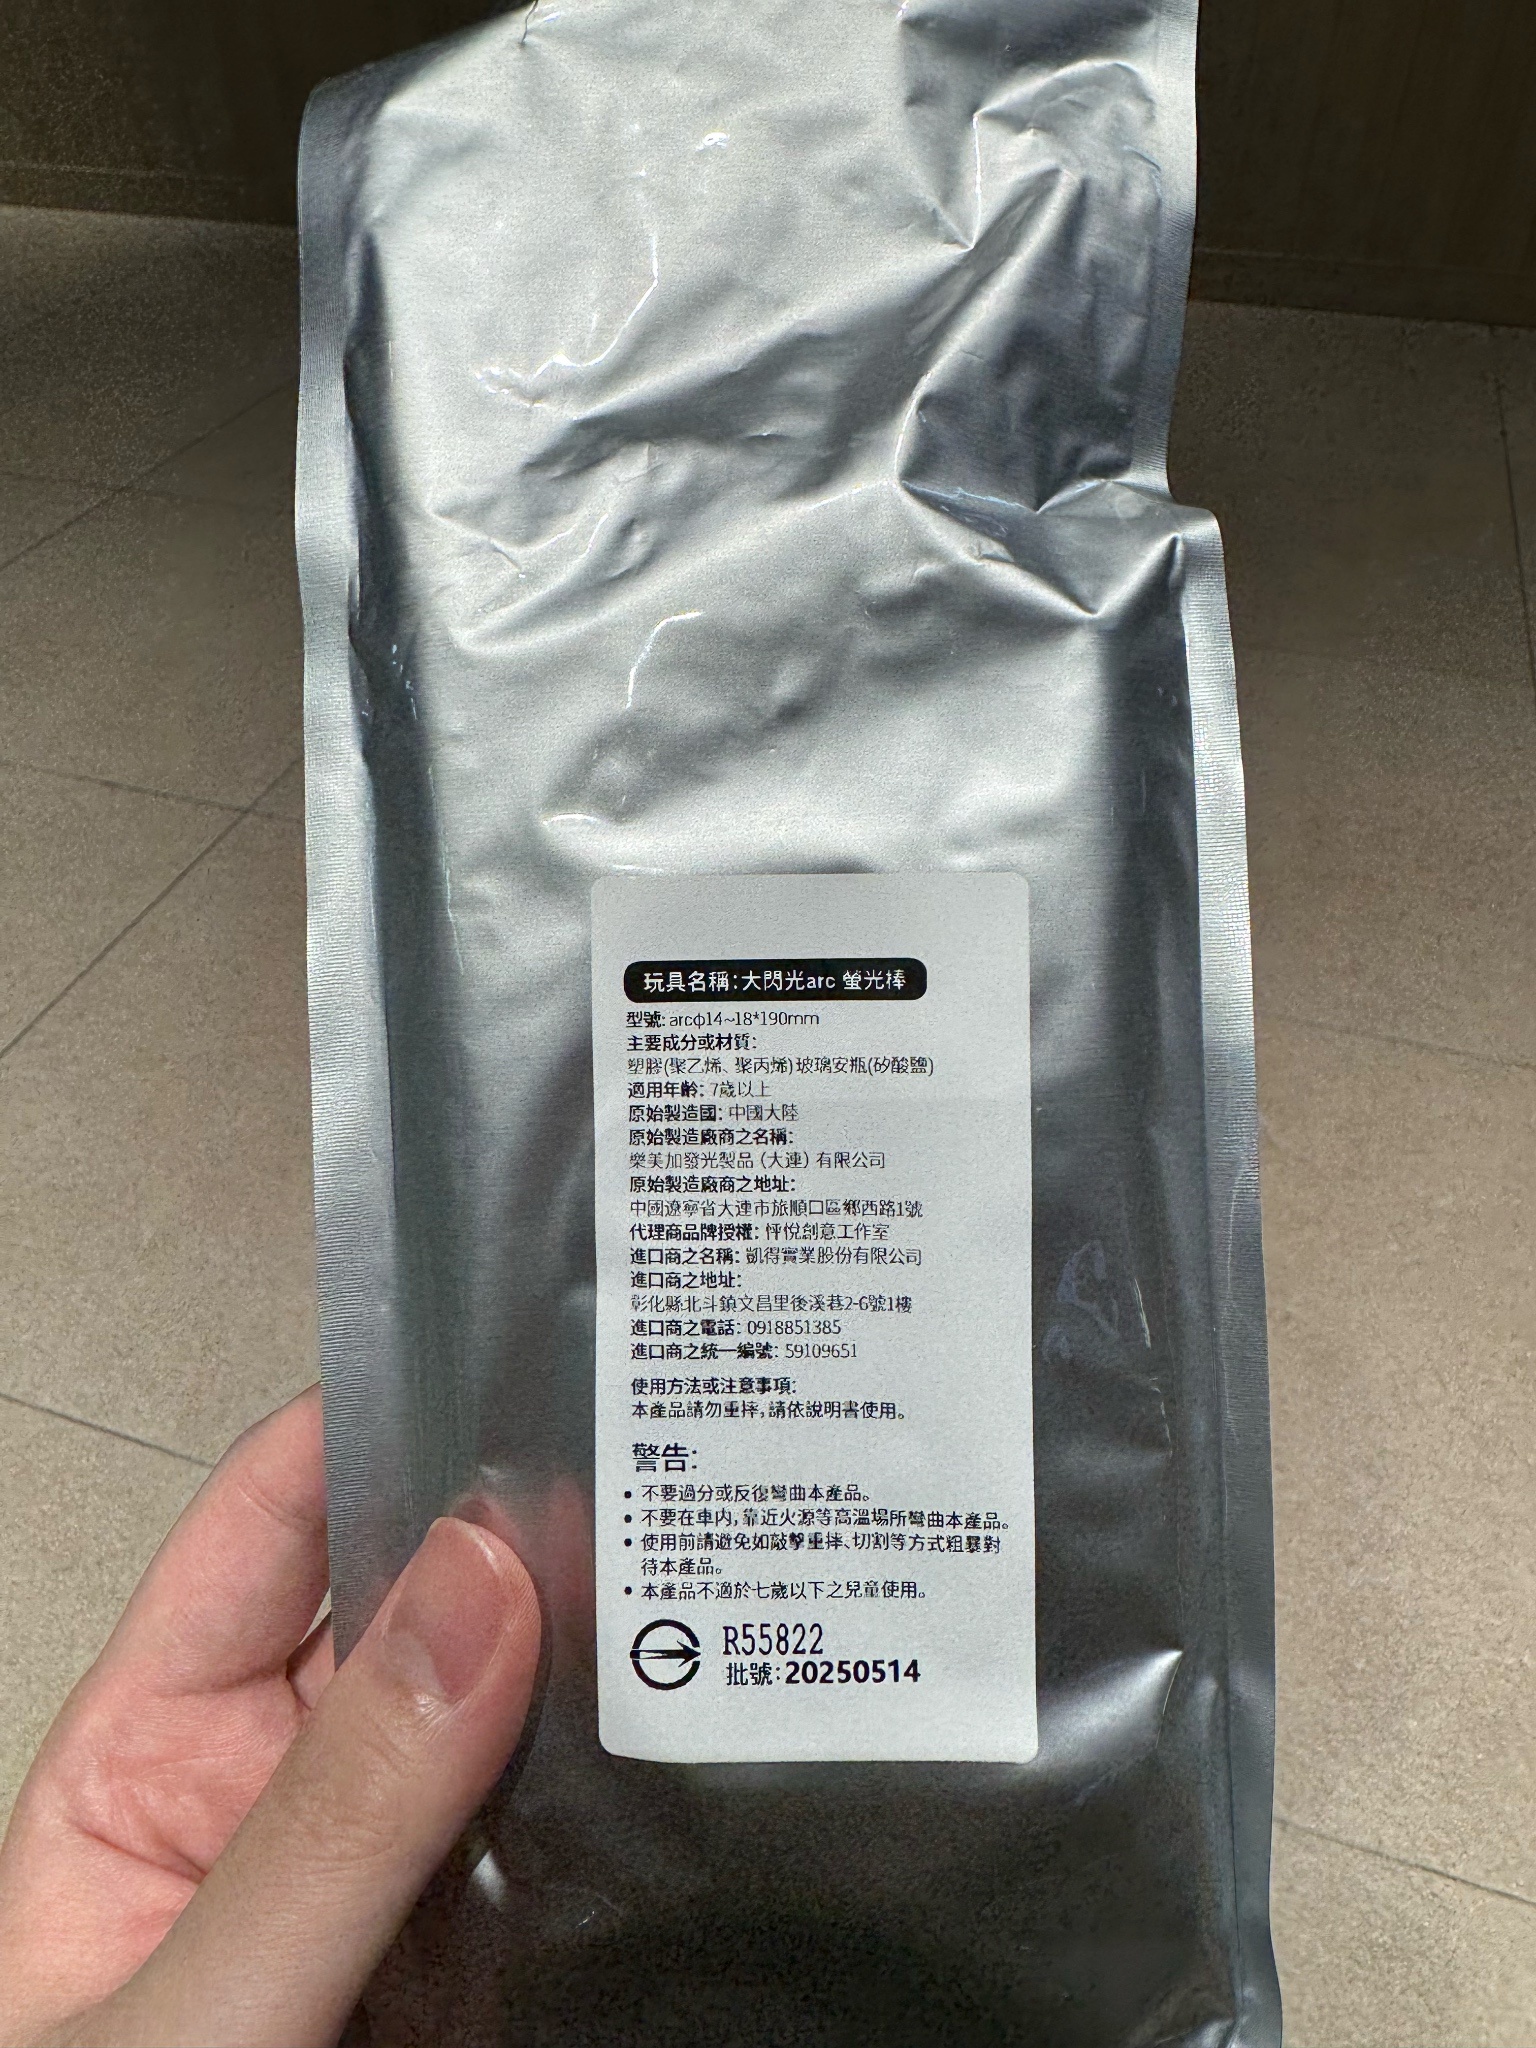 玩具名稱：大閃光arc 螢光棒
型號：arcφ14~18*190mm
主要成分或材質：
塑膠(聚乙烯、聚丙烯)玻璃安瓶(矽酸鹽)
適用年齡：7歲以上
原始製造國：中國大陸
原始製造廠商之名稱：
樂美加發光製品（大連）有限公司
原始製造廠商之地址：
中國遼寧省大連市旅順口區鄉西路1號
代理商品牌授權：怦悅創意工作室
進口商之名稱：凱得實業股份有限公司
進口商之地址：
彰化縣北斗鎮文昌里後溪巷2-6號1樓
進口商之電話：0918851385
進口商之統一編號：59109651
使用方法或注意事項：
本產品請勿重摔，請依說明書使用。
警告：
• 不要過分或反復彎曲本產品。
• 不要在車內，靠近火源等高溫場所彎曲本產品。
• 使用前請避免如敲擊重摔、切割等方式粗暴對
待本產品。
• 本產品不適於七歲以下之兒童使用。
R55822
批號：20250514